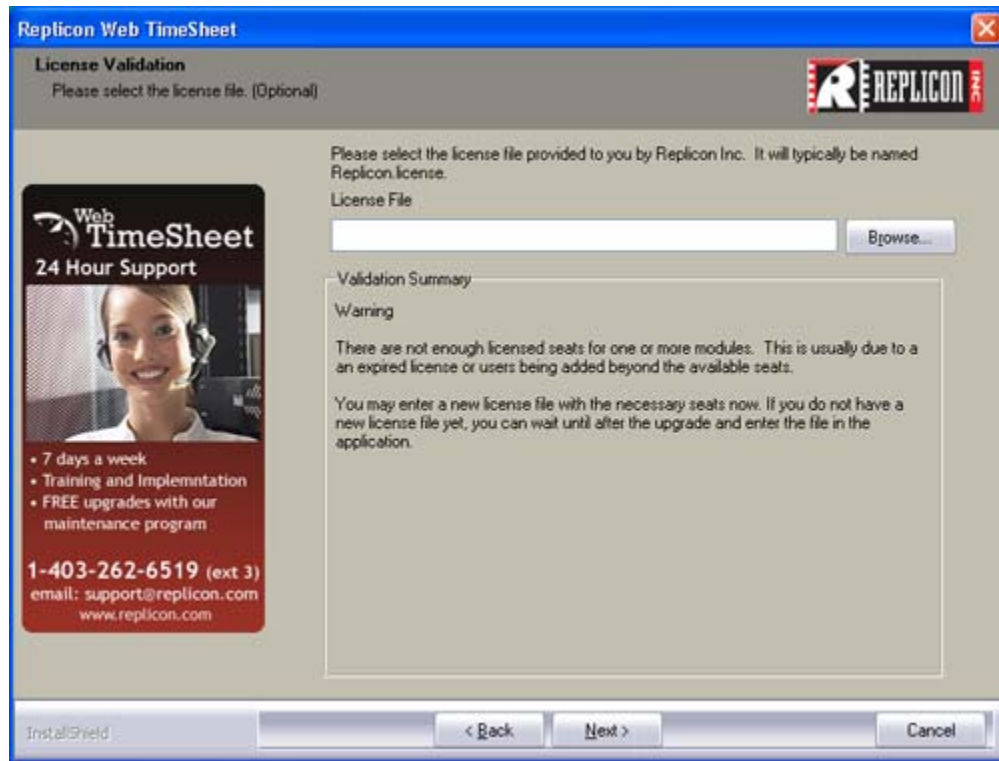 Replicon Web TimeSheet
License Validation
Please select the license file. (Optional)
REPLICON INC
Please select the license file provided to you by Replicon Inc. It will typically be named
Replicon.license.
License File
Browse...
Web
TimeSheet
24 Hour Support
• 7 days a week
• Training and Implemntation
• FREE upgrades with our
maintenance program
1-403-262-6519 (ext 3)
email: support@replicon.com
www.replicon.com
Validation Summary
Warning
There are not enough licensed seats for one or more modules. This is usually due to a
an expired license or users being added beyond the available seats.
You may enter a new license file with the necessary seats now. If you do not have a
new license file yet, you can wait until after the upgrade and enter the file in the
application.
InstallShield
< Back
Next >
Cancel